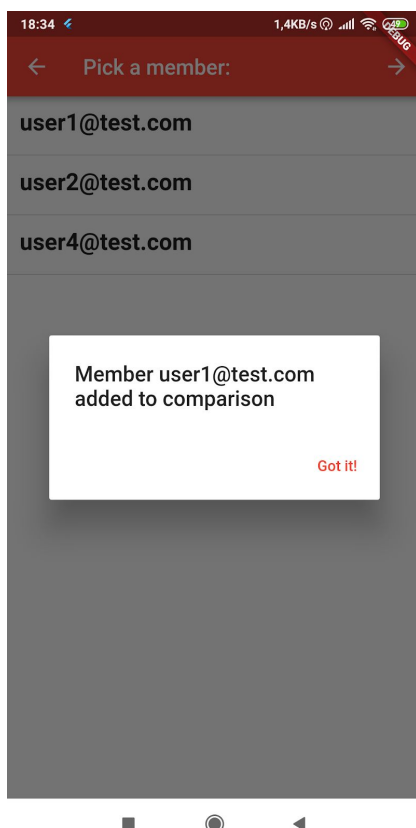 18:34 1,4KB/s 49
DEBUG
Pick a member:
user1@test.com
user2@test.com
user4@test.com
Member user1@test.com
added to comparison
Got it!